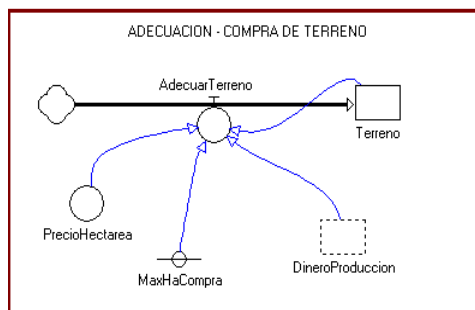 ADECUACION - COMPRA DE TERRENO
AdecuarTerreno
Terreno
PrecioHectarea
MaxHaCompra
DineroProduccion